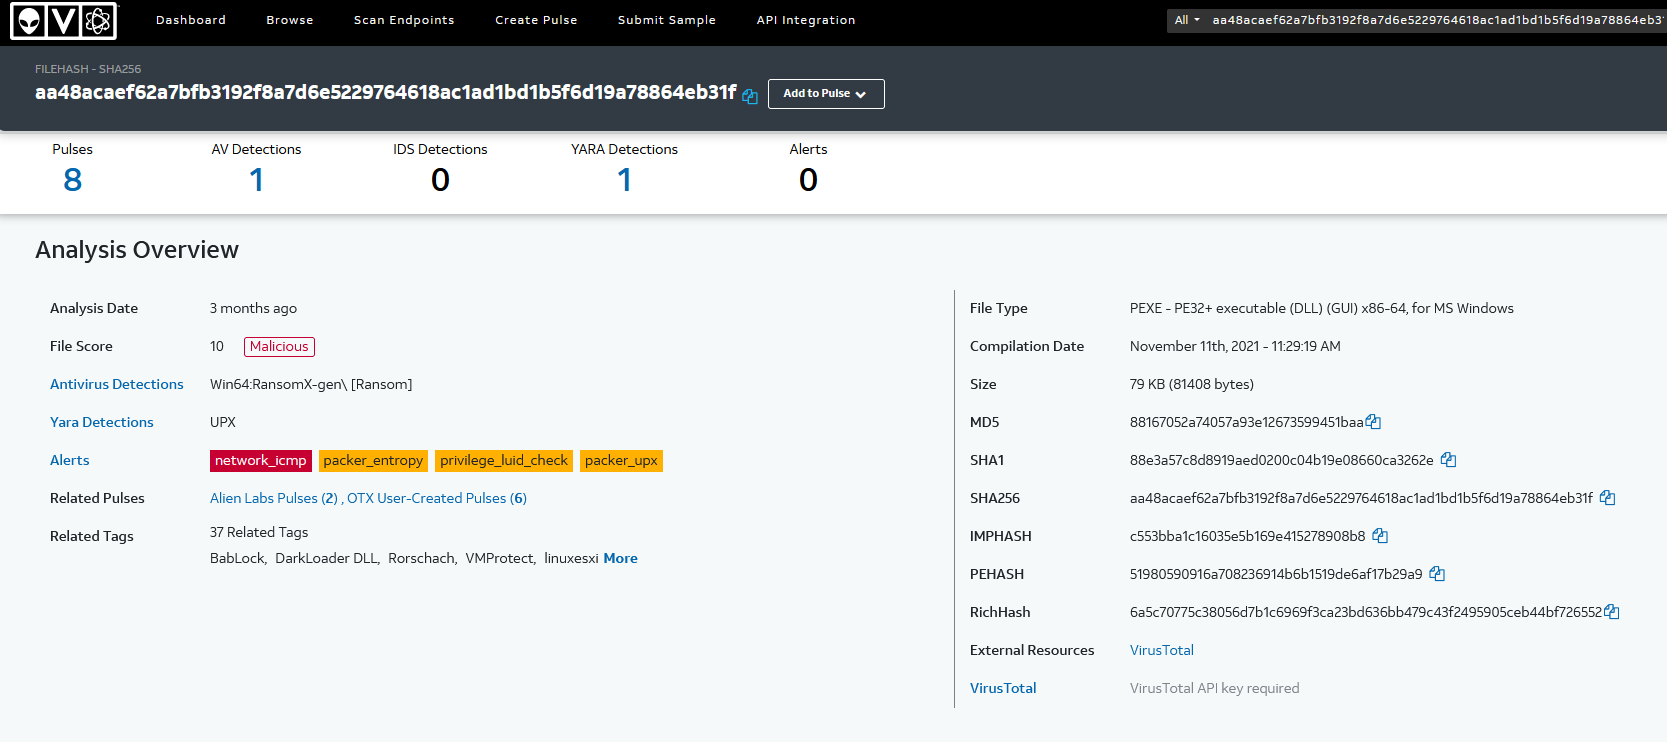 Dashboard Browse Scan Endpoints Create Pulse Submit Sample API Integration All aa48acaef62a7bfb3192f8a7d6e5229764618ac1ad1bd1b5f6d19a78864eb31
FILEHASH - SHA256
aa48acaef62a7bfb3192f8a7d6e5229764618ac1ad1bd1b5f6d19a78864eb31f Add to Pulse
Pulses AV Detections IDS Detections YARA Detections Alerts
8 1 0 1 0
Analysis Overview
Analysis Date 3 months ago
File Score 10 Malicious
Antivirus Detections Win64:RansomX-gen\ [Ransom]
Yara Detections UPX
Alerts network_icmp packer_entropy privilege_luid_check packer_upx
Related Pulses Alien Labs Pulses (2) , OTX User-Created Pulses (6)
Related Tags 37 Related Tags
BabLock, DarkLoader DLL, Rorschach, VMProtect, linuxesxi More
File Type PEXE - PE32+ executable (DLL) (GUI) x86-64, for MS Windows
Compilation Date November 11th, 2021 - 11:29:19 AM
Size 79 KB (81408 bytes)
MD5 88167052a74057a93e12673599451baa
SHA1 88e3a57c8d8919aed0200c04b19e08660ca3262e
SHA256 aa48acaef62a7bfb3192f8a7d6e5229764618ac1ad1bd1b5f6d19a78864eb31f
IMPHASH c553bba1c16035e5b169e415278908b8
PEHASH 51980590916a708236914b6b1519de6af17b29a9
RichHash 6a5c70775c38056d7b1c6969f3ca23bd636bb479c43f2495905ceb44bf726552
External Resources VirusTotal
VirusTotal VirusTotal API key required